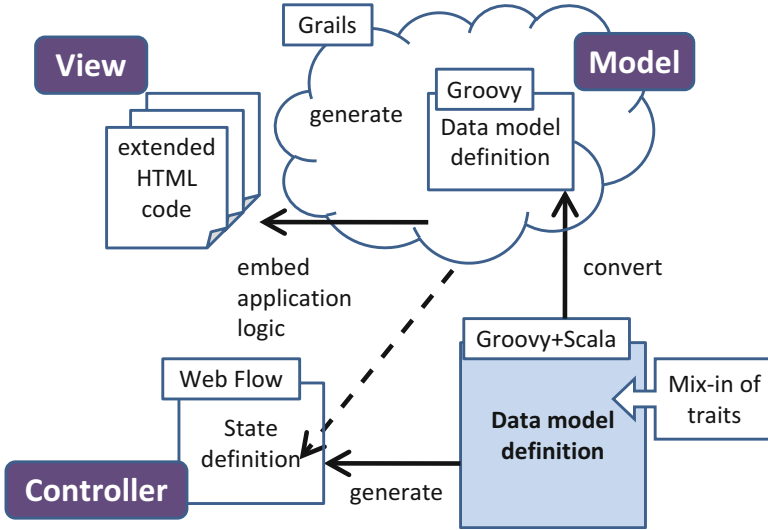 Grails
View
Model
Groovy
generate
Data model
definition
extended
HTML
code
embed
application
logic
convert
Groovy+Scala
Web Flow
Mix-in of
traits
State
definition
Data model
definition
Controller
generate